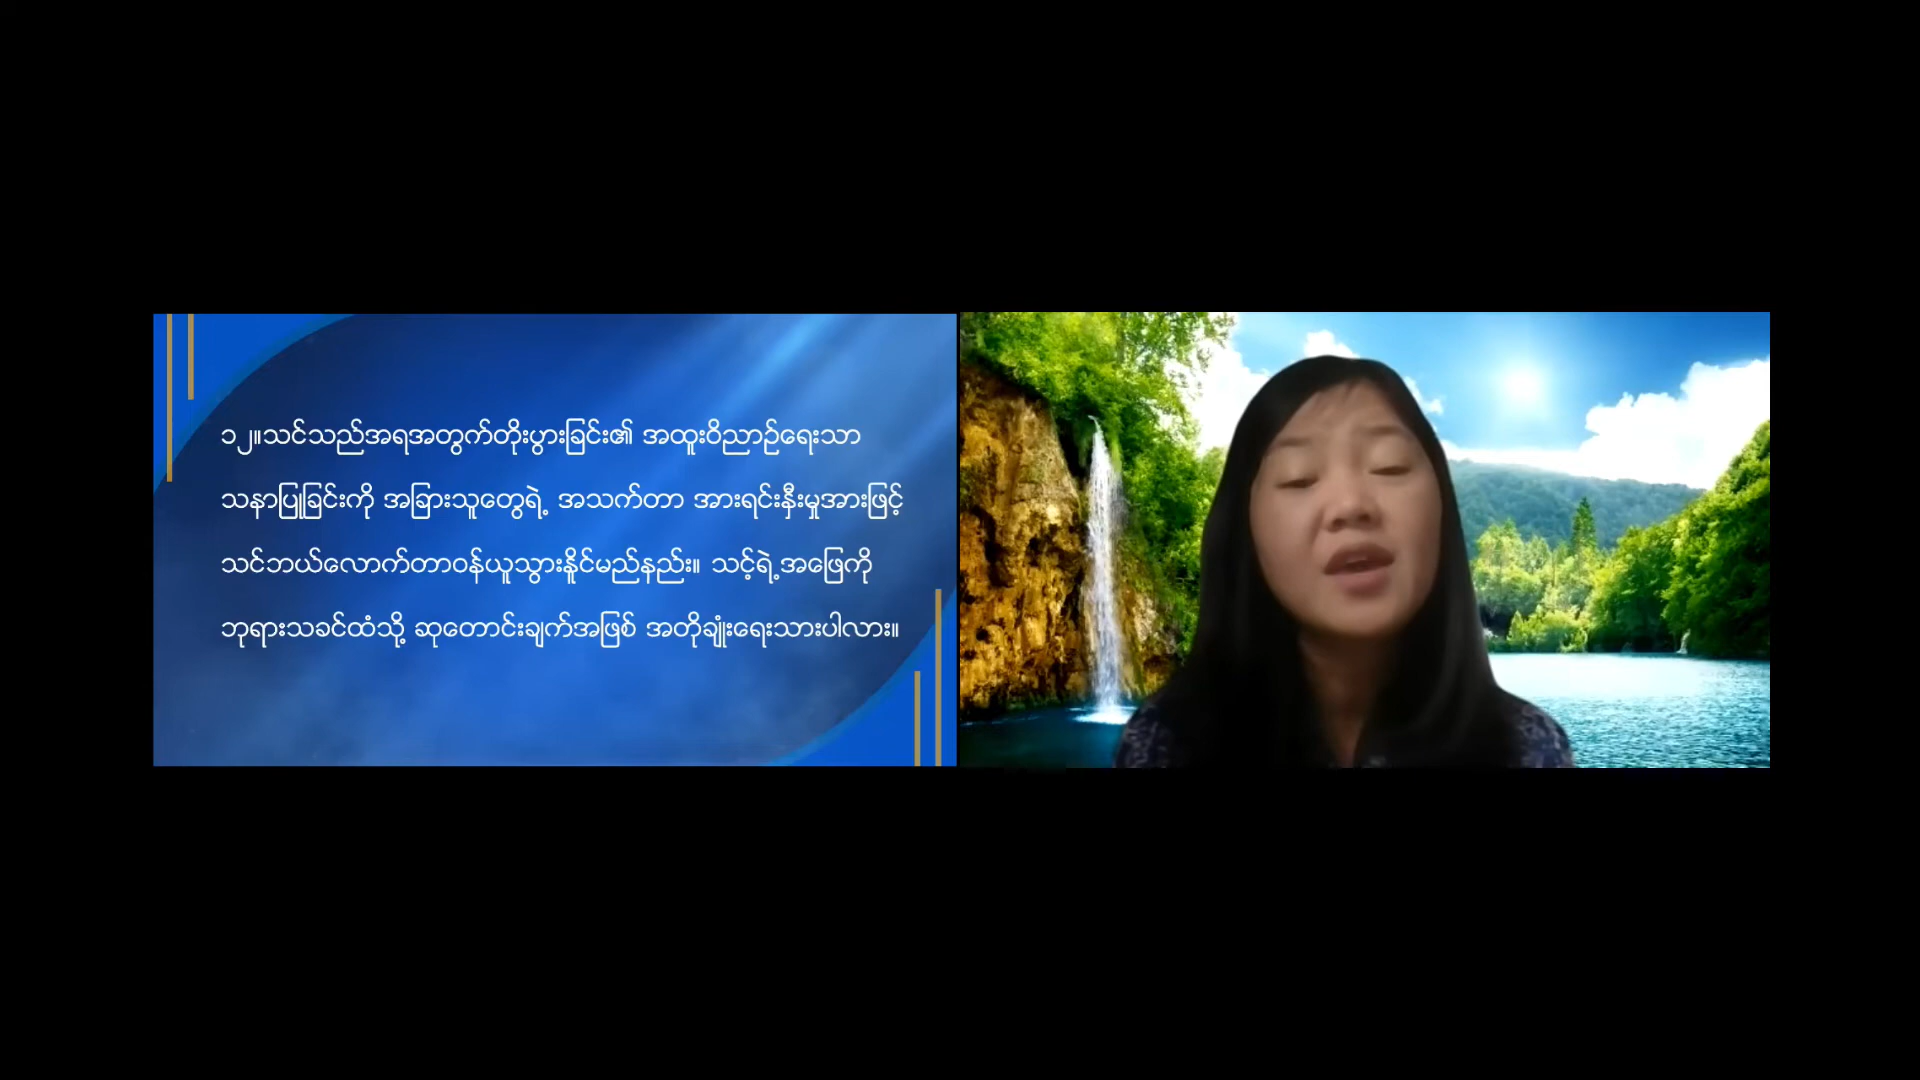 ၁၂။သင်သည်အရအတွက်တိုးပွားခြင်း၏ အထူးဝိညာဉ်ရေးသာ
သနာပြုခြင်းကို အခြားသူတွေရဲ့ အသက်တာ အားရင်းနှီးမှုအားဖြင့်
သင်ဘယ်လောက်တာဝန်ယူသွားနိူင်မည်နည်း။ သင့်ရဲ့အဖြေကို
ဘုရားသခင်ထံသို့ ဆုတောင်းချက်အဖြစ် အတိုချုံးရေးသားပါလား။